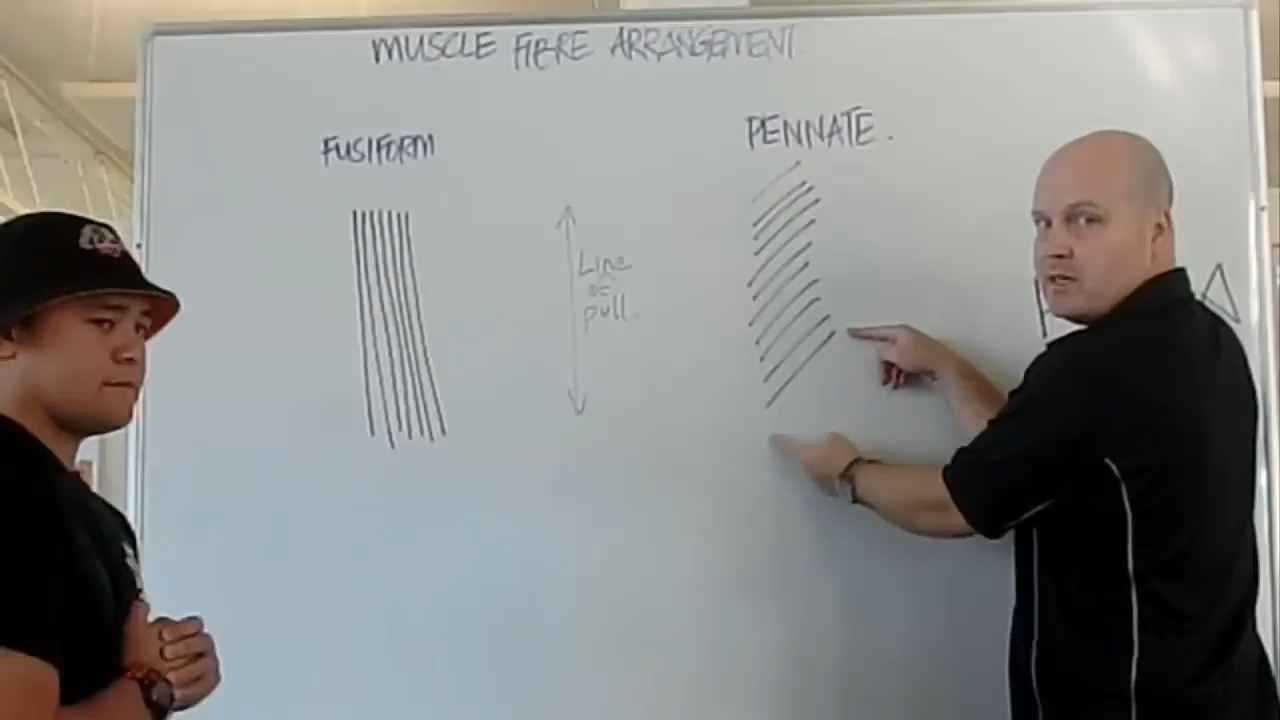 MUSCLE FIBRE ARRANGEMENT
FUSIFORM
PENNATE.
Line
of
pull.